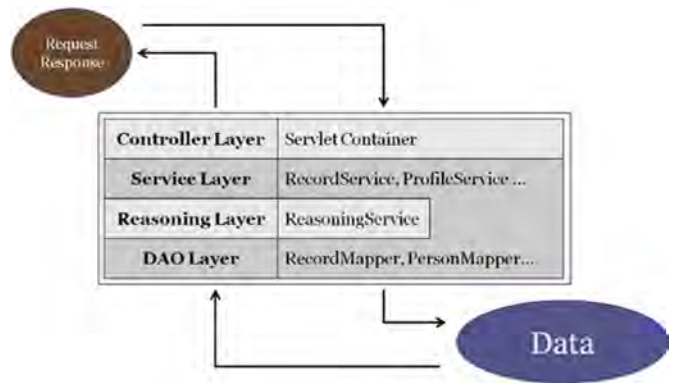 Request
Response
Controller Layer Servlet Container
Service Layer RecordService, ProfileService ...
Reasoning Layer ReasoningService
DAO Layer RecordMapper, PersonMapper...
Data